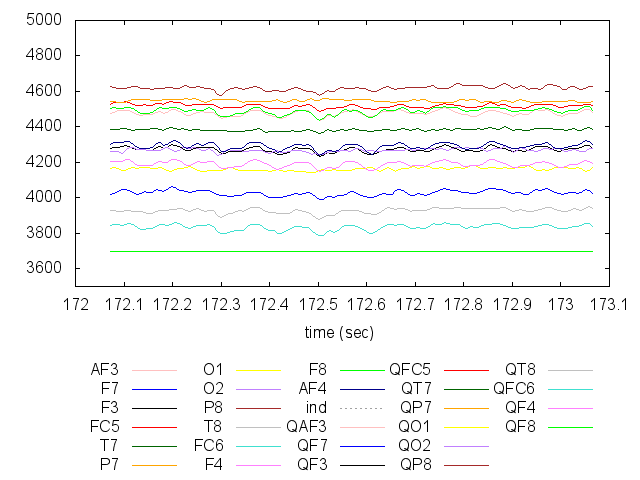 5000
4800
4600
4400
4200
4000
3800
3600
172 172.1 172.2 172.3 172.4 172.5 172.6 172.7 172.8 172.9 173 173.1
time (sec)
AF3 O1 F8 QFC5 QT8
F7 O2 AF4 QT7 QFC6
F3 P8 ind QP7 QF4
FC5 T8 QAF3 QO1 QF8
T7 FC6 QF7 QO2
P7 F4 QF3 QP8